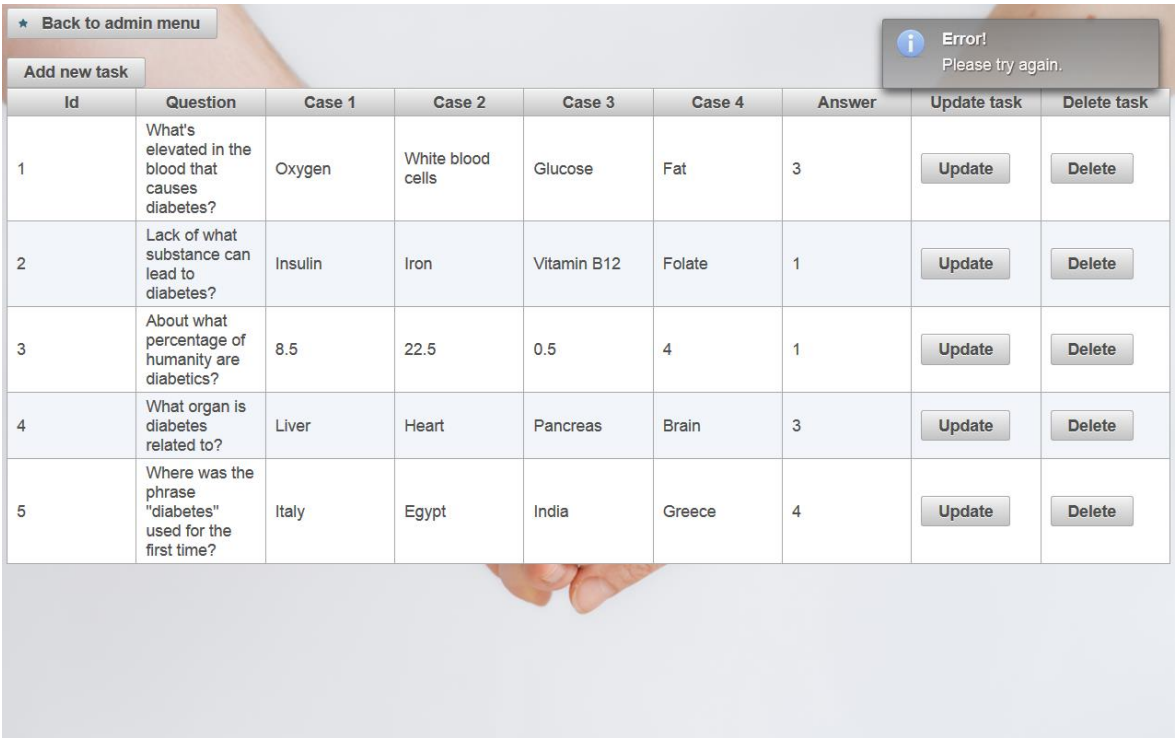 Back to admin menu
Error!
Please try again.
Add new task
Id Question Case 1 Case 2 Case 3 Case 4 Answer Update task Delete task
What's
elevated in the
1 blood that Oxygen White blood cells Glucose Fat 3 Update Delete
causes
diabetes?
Lack of what
substance can
2 lead to Insulin Iron Vitamin B12 Folate 1 Update Delete
diabetes?
About what
percentage of
3 humanity are 8.5 22.5 0.5 4 1 Update Delete
diabetics?
What organ is
4 diabetes Liver Heart Pancreas Brain 3 Update Delete
related to?
Where was the
phrase
5 "diabetes" Italy Egypt India Greece 4 Update Delete
used for the
first time?